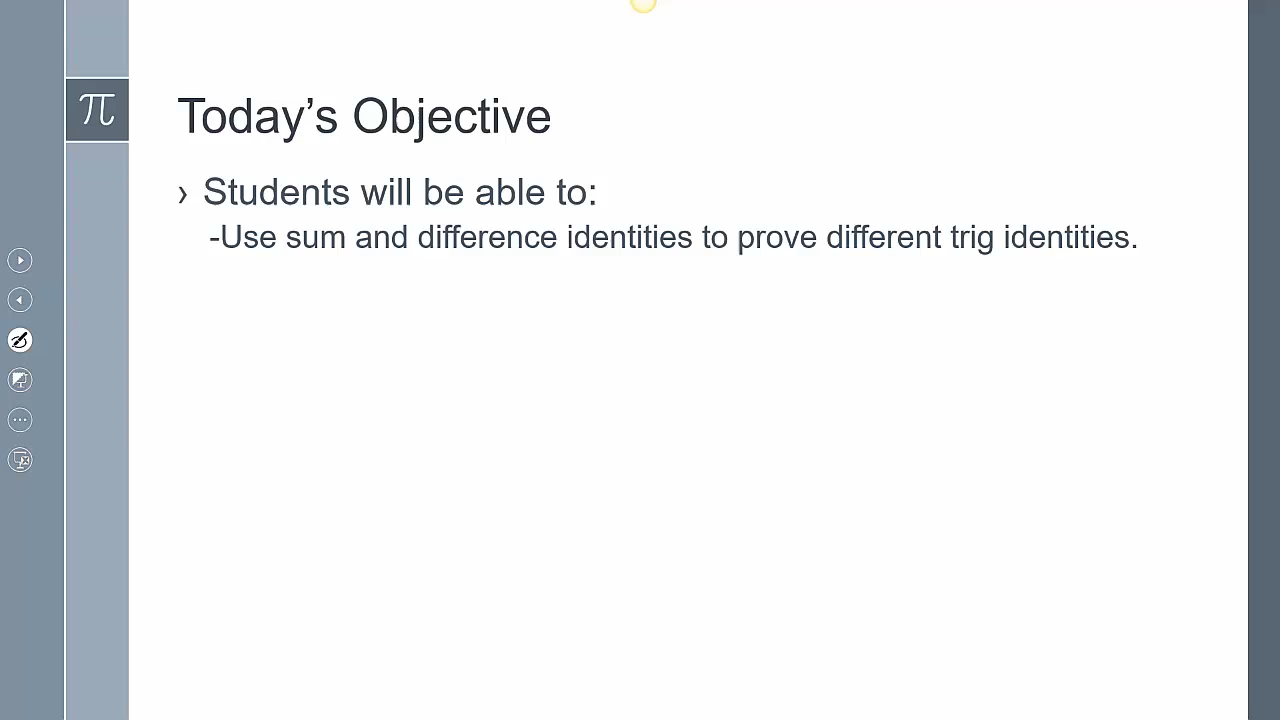 π
Today’s Objective
› Students will be able to:
-Use sum and difference identities to prove different trig identities.